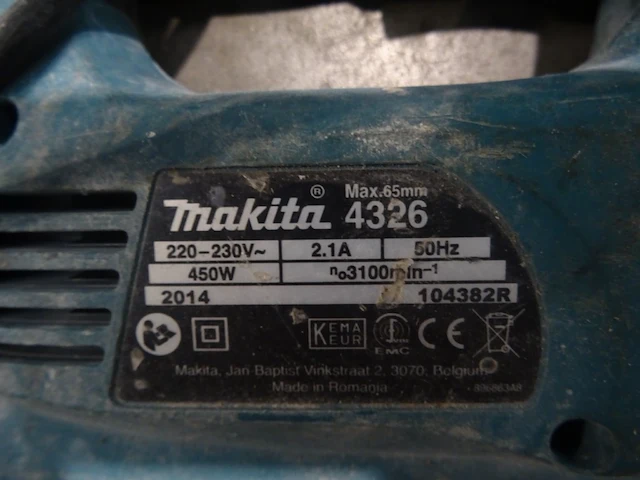 Max.65mm
makita® 4326
220-230V~ 2.1A 50Hz
450W n₀3100min⁻¹
2014 104382R
KEMA
KEUR
EMC
CE
Makita, Jan-Baptist Vinkstraat 2, 3070, Belgium
Made in Romania